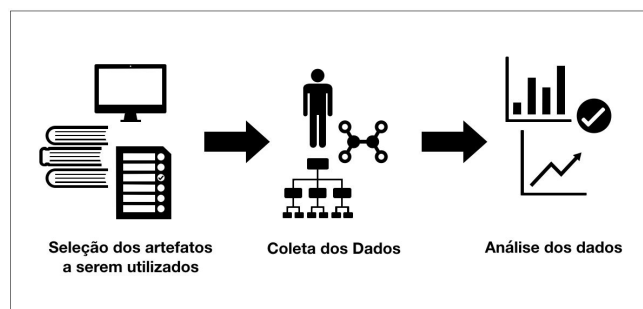 Seleção dos artefatos
a serem utilizados
Coleta dos Dados
Análise dos dados